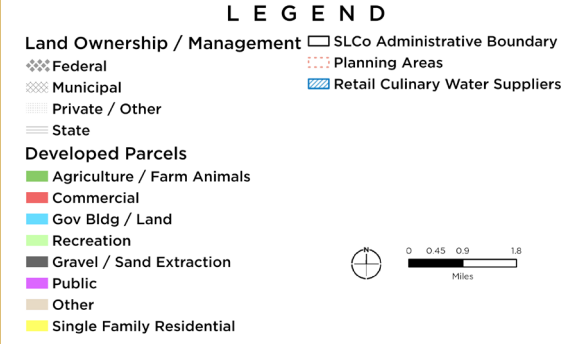 LEGEND
Land Ownership / Management
Federal
Municipal
Private / Other
State
Developed Parcels
Agriculture / Farm Animals
Commercial
Gov Bldg / Land
Recreation
Gravel / Sand Extraction
Public
Other
Single Family Residential
SLCo Administrative Boundary
Planning Areas
Retail Culinary Water Suppliers
N
0 0.45 0.9 1.8
Miles